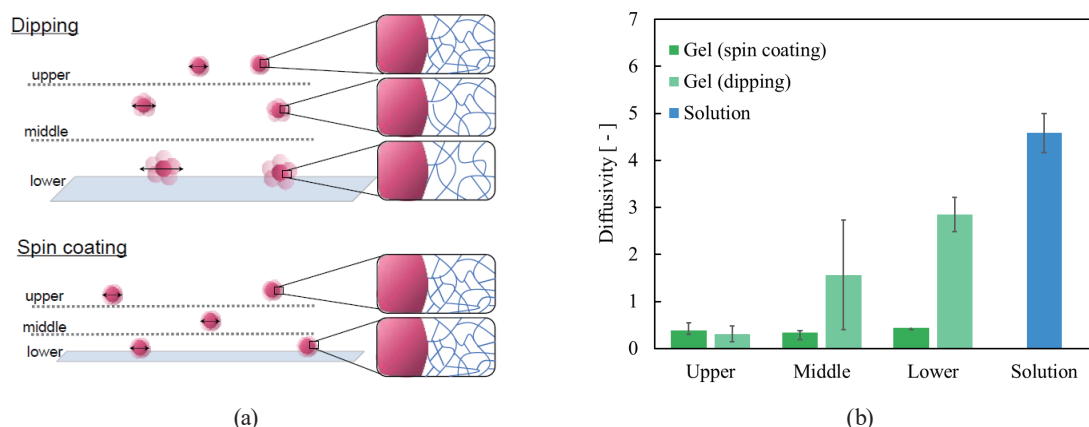 Dipping
upper
middle
lower
Spin coating
upper
middle
lower
(a)
Diffusivity [ - ]
7
6
5
4
3
2
1
0
Gel (spin coating)
Gel (dipping)
Solution
Upper Middle Lower Solution
(b)